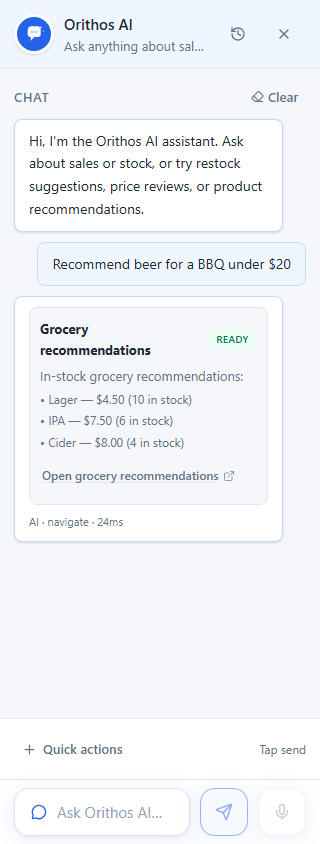 Orithos AI
Ask anything about sal...
CHAT
Clear
Hi, I'm the Orithos AI assistant. Ask
about sales or stock, or try restock
suggestions, price reviews, or product
recommendations.
Recommend beer for a BBQ under $20
Grocery
recommendations
READY
In-stock grocery recommendations:
• Lager — $4.50 (10 in stock)
• IPA — $7.50 (6 in stock)
• Cider — $8.00 (4 in stock)
Open grocery recommendations
AI · navigate · 24ms
Quick actions
Tap send
Ask Orithos AI...